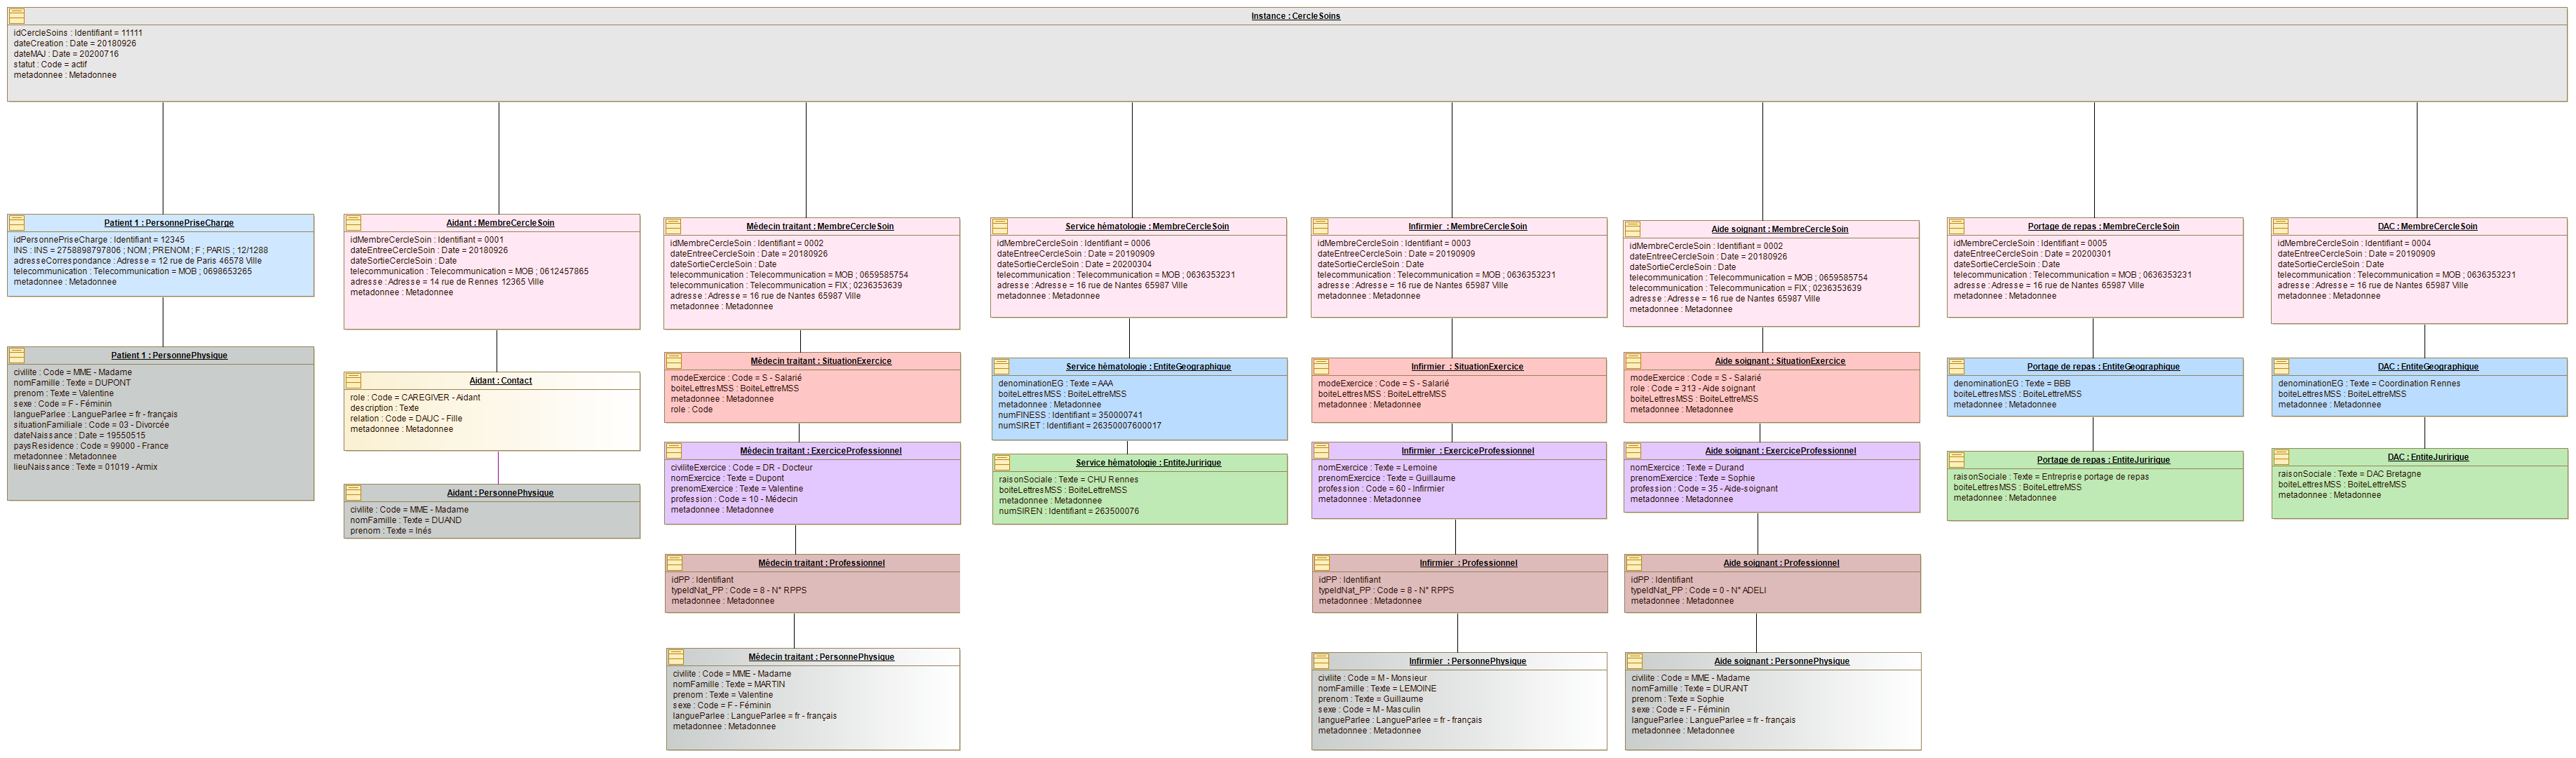 Instance : CercleSoins
idCercleSoins : Identifiant = 11111
dateCreation : Date = 20180926
dateMAJ : Date = 20200716
statut : Code = actif
metadonnee : Metadonnee
Patient 1 : PersonnePriseCharge
idPersonnePriseCharge : Identifiant = 12345
INS : INS = 2758898797806 ; NOM ; PRENOM ; F ; PARIS ; 12/1288
adresseCorrespondance : Adresse = 12 rue de Paris 46578 Ville
telecommunication : Telecommunication = MOB ; 0698653265
metadonnee : Metadonnee
Patient 1 : PersonnePhysique
civilite : Code = MME - Madame
nomFamille : Texte = DUPONT
prenom : Texte = Valentine
sexe : Code = F - Féminin
langueParlee : LangueParlee = fr - français
situationFamiliale : Code = 03 - Divorcée
dateNaissance : Date = 19550515
paysResidence : Code = 99000 - France
metadonnee : Metadonnee
lieuNaissance : Texte = 01019 - Armix
Aidant : MembreCercleSoin
idMembreCercleSoin : Identifiant = 0001
dateEntreeCercleSoin : Date = 20180926
dateSortieCercleSoin : Date
telecommunication : Telecommunication = MOB ; 0612457865
adresse : Adresse = 14 rue de Rennes 12365 Ville
metadonnee : Metadonnee
Aidant : Contact
role : Code = CAREGIVER - Aidant
description : Texte
relation : Code = DAUC - Fille
metadonnee : Metadonnee
Aidant : PersonnePhysique
civilite : Code = MME - Madame
nomFamille : Texte = DUAND
prenom : Texte = Inés
Médecin traitant : MembreCercleSoin
idMembreCercleSoin : Identifiant = 0002
dateEntreeCercleSoin : Date = 20180926
dateSortieCercleSoin : Date
telecommunication : Telecommunication = MOB ; 0659585754
telecommunication : Telecommunication = FIX ; 0236353639
adresse : Adresse = 16 rue de Nantes 65987 Ville
metadonnee : Metadonnee
Médecin traitant : SituationExercice
modeExercice : Code = S - Salarié
boiteLettresMSS : BoiteLettreMSS
metadonnee : Metadonnee
role : Code
Médecin traitant : ExerciceProfessionnel
civiliteExercice : Code = DR - Docteur
nomExercice : Texte = Dupont
prenomExercice : Texte = Valentine
profession : Code = 10 - Médecin
metadonnee : Metadonnee
Médecin traitant : Professionnel
idPP : Identifiant
typeIdNat_PP : Code = 8 - N° RPPS
metadonnee : Metadonnee
Médecin traitant : PersonnePhysique
civilite : Code = MME - Madame
nomFamille : Texte = MARTIN
prenom : Texte = Valentine
sexe : Code = F - Féminin
langueParlee : LangueParlee = fr - français
metadonnee : Metadonnee
Service hématologie : MembreCercleSoin
idMembreCercleSoin : Identifiant = 0006
dateEntreeCercleSoin : Date = 20190909
dateSortieCercleSoin : Date = 20200304
telecommunication : Telecommunication = MOB ; 0636353231
adresse : Adresse = 16 rue de Nantes 65987 Ville
metadonnee : Metadonnee
Service hématologie : EntiteGeographique
denominationEG : Texte = AAA
boiteLettresMSS : BoiteLettreMSS
metadonnee : Metadonnee
numFINESS : Identifiant = 350000741
numSIRET : Identifiant = 26350007600017
Service hématologie : EntiteJuririque
raisonSociale : Texte = CHU Rennes
boiteLettresMSS : BoiteLettreMSS
metadonnee : Metadonnee
numSIREN : Identifiant = 263500076
Infirmier : MembreCercleSoin
idMembreCercleSoin : Identifiant = 0003
dateEntreeCercleSoin : Date = 20190909
dateSortieCercleSoin : Date
telecommunication : Telecommunication = MOB ; 0636353231
adresse : Adresse = 16 rue de Nantes 65987 Ville
metadonnee : Metadonnee
Infirmier : SituationExercice
modeExercice : Code = S - Salarié
boiteLettresMSS : BoiteLettreMSS
metadonnee : Metadonnee
Infirmier : ExerciceProfessionnel
nomExercice : Texte = Lemoine
prenomExercice : Texte = Guillaume
profession : Code = 60 - Infirmier
metadonnee : Metadonnee
Infirmier : Professionnel
idPP : Identifiant
typeIdNat_PP : Code = 8 - N° RPPS
metadonnee : Metadonnee
Infirmier : PersonnePhysique
civilite : Code = M - Monsieur
nomFamille : Texte = LEMOINE
prenom : Texte = Guillaume
sexe : Code = M - Masculin
langueParlee : LangueParlee = fr - français
metadonnee : Metadonnee
Aide soignant : MembreCercleSoin
idMembreCercleSoin : Identifiant = 0002
dateEntreeCercleSoin : Date = 20180926
dateSortieCercleSoin : Date
telecommunication : Telecommunication = MOB ; 0659585754
telecommunication : Telecommunication = FIX ; 0236353639
adresse : Adresse = 16 rue de Nantes 65987 Ville
metadonnee : Metadonnee
Aide soignant : SituationExercice
modeExercice : Code = S - Salarié
role : Code = 313 - Aide soignant
boiteLettresMSS : BoiteLettreMSS
metadonnee : Metadonnee
Aide soignant : ExerciceProfessionnel
nomExercice : Texte = Durand
prenomExercice : Texte = Sophie
profession : Code = 35 - Aide-soignant
metadonnee : Metadonnee
Aide soignant : Professionnel
idPP : Identifiant
typeIdNat_PP : Code = 0 - N° ADELI
metadonnee : Metadonnee
Aide soignant : PersonnePhysique
civilite : Code = MME - Madame
nomFamille : Texte = DURANT
prenom : Texte = Sophie
sexe : Code = F - Féminin
langueParlee : LangueParlee = fr - français
metadonnee : Metadonnee
Portage de repas : MembreCercleSoin
idMembreCercleSoin : Identifiant = 0005
dateEntreeCercleSoin : Date = 20200301
dateSortieCercleSoin : Date
telecommunication : Telecommunication = MOB ; 0636353231
adresse : Adresse = 16 rue de Nantes 65987 Ville
metadonnee : Metadonnee
Portage de repas : EntiteGeographique
denominationEG : Texte = BBB
boiteLettresMSS : BoiteLettreMSS
metadonnee : Metadonnee
Portage de repas : EntiteJuririque
raisonSociale : Texte = Entreprise portage de repas
boiteLettresMSS : BoiteLettreMSS
metadonnee : Metadonnee
DAC : MembreCercleSoin
idMembreCercleSoin : Identifiant = 0004
dateEntreeCercleSoin : Date = 20190909
dateSortieCercleSoin : Date
telecommunication : Telecommunication = MOB ; 0636353231
adresse : Adresse = 16 rue de Nantes 65987 Ville
metadonnee : Metadonnee
DAC : EntiteGeographique
denominationEG : Texte = Coordination Rennes
boiteLettresMSS : BoiteLettreMSS
metadonnee : Metadonnee
DAC : EntiteJuririque
raisonSociale : Texte = DAC Bretagne
boiteLettresMSS : BoiteLettreMSS
metadonnee : Metadonnee